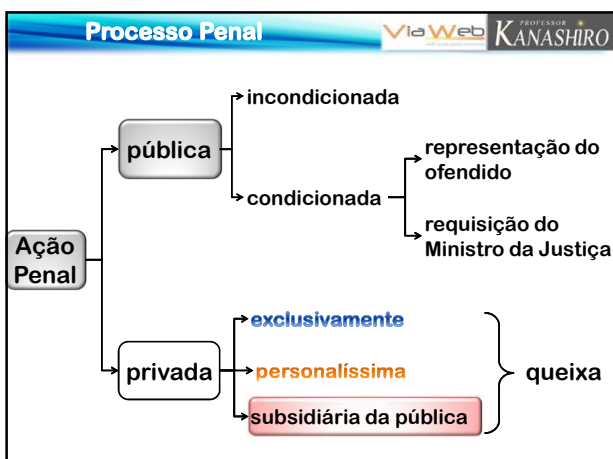 Processo Penal
ViaWeb
PROFESSOR
KANASHIRO
incondicionada
pública
representação do
ofendido
condicionada
requisição do
Ministro da Justiça
Ação
Penal
exclusivamente
privada
personalíssima
queixa
subsidiária da pública